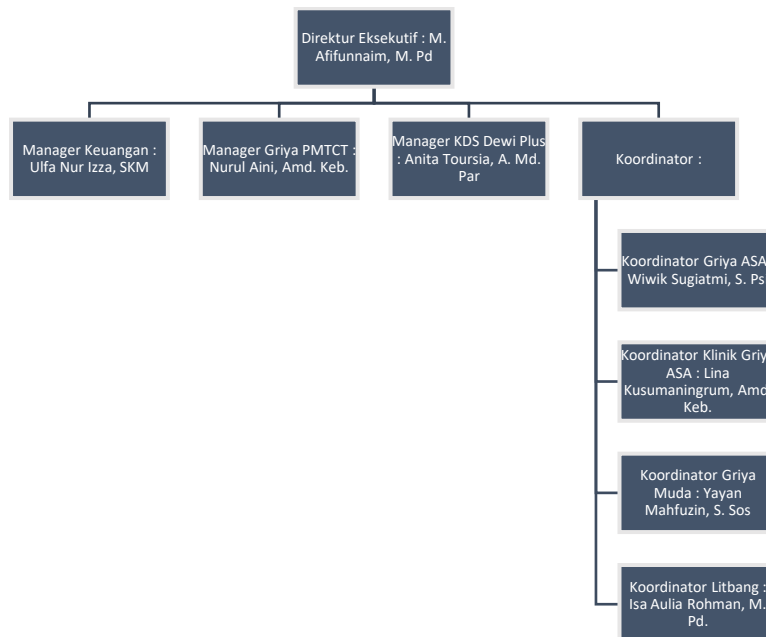 Direktur Eksekutif : M.
Afifunnaim, M. Pd
Manager Keuangan :
Ulfa Nur Izza, SKM
Manager Griya PMTCT :
Nurul Aini, Amd. Keb.
Manager KDS Dewi Plus
: Anita Toursia, A. Md.
Par
Koordinator :
Koordinator Griya ASA
Wiwik Sugiatmi, S. Ps
Koordinator Klinik Griy
ASA : Lina
Kusumaningrum, Amd
Keb.
Koordinator Griya
Muda : Yayan
Mahfuzin, S. Sos
Koordinator Litbang :
Isa Aulia Rohman, M.
Pd.